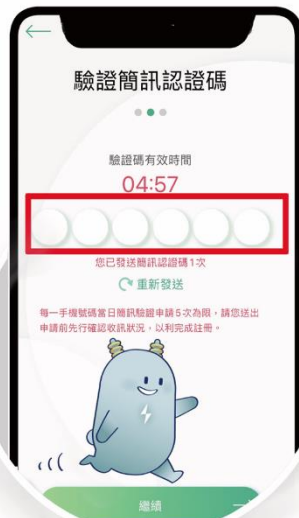 驗證簡訊認證碼
驗證碼有效時間
04:57
您已發送簡訊認證碼1次
重新發送
每一手機號碼當日簡訊驗證申請5次為限，請您送出
申請前先行確認收訊狀況，以利完成註冊。
繼續